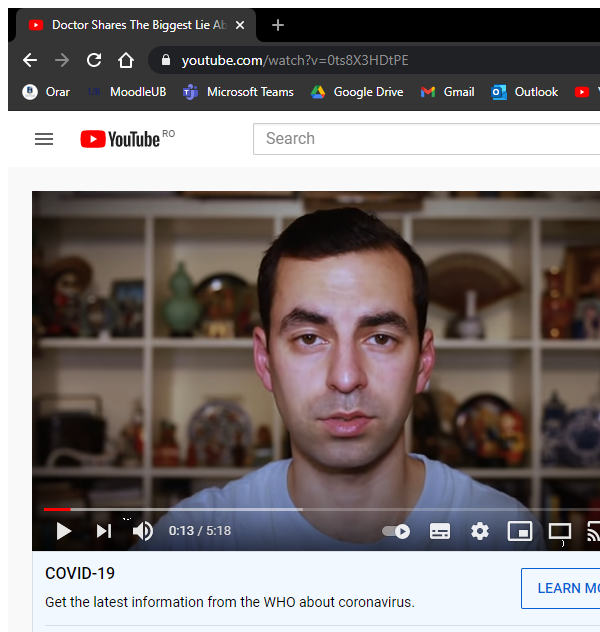 Doctor Shares The Biggest Lie Ab
youtube.com/watch?v=0ts8X3HDtPE
B Orar UB MoodleUB Microsoft Teams Google Drive Gmail Outlook
YouTube RO
Search
0:13 / 5:18
COVID-19
LEARN MO
Get the latest information from the WHO about coronavirus.